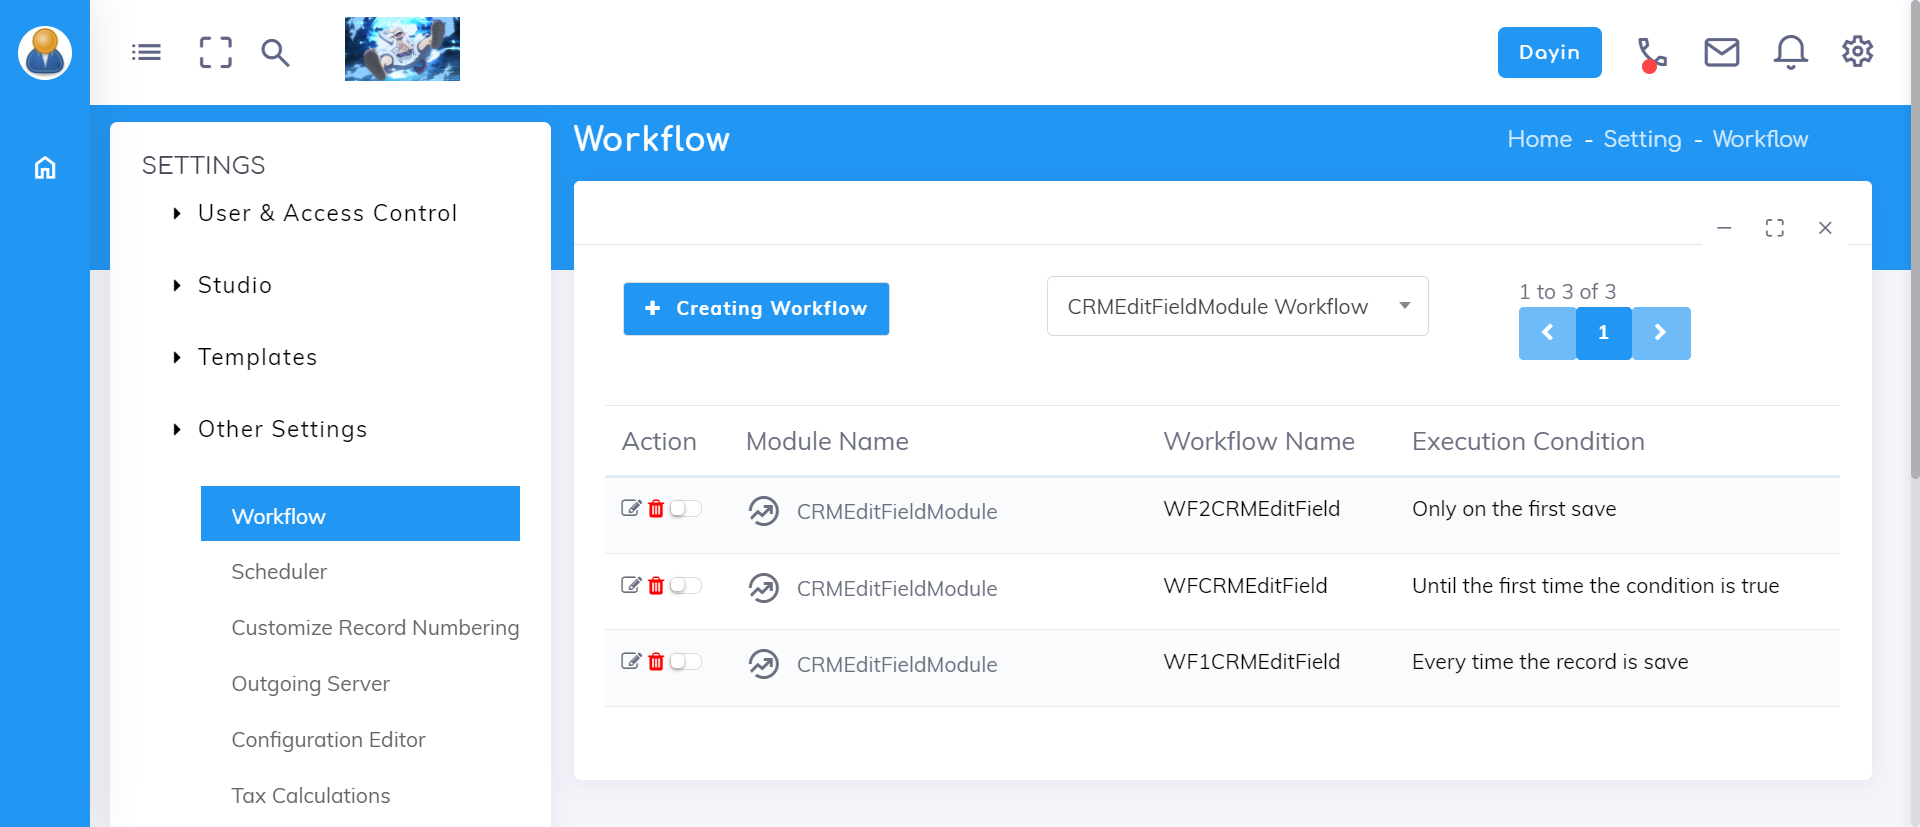 Dayin
SETTINGS
User & Access Control
Studio
Templates
Other Settings
Workflow
Scheduler
Customize Record Numbering
Outgoing Server
Configuration Editor
Tax Calculations
Workflow
Home - Setting - Workflow
Creating Workflow
CRMEditFieldModule Workflow
1 to 3 of 3
1
Action Module Name Workflow Name Execution Condition
CRMEditFieldModule WF2CRMEditField Only on the first save
CRMEditFieldModule WFCRMEditField Until the first time the condition is true
CRMEditFieldModule WF1CRMEditField Every time the record is save